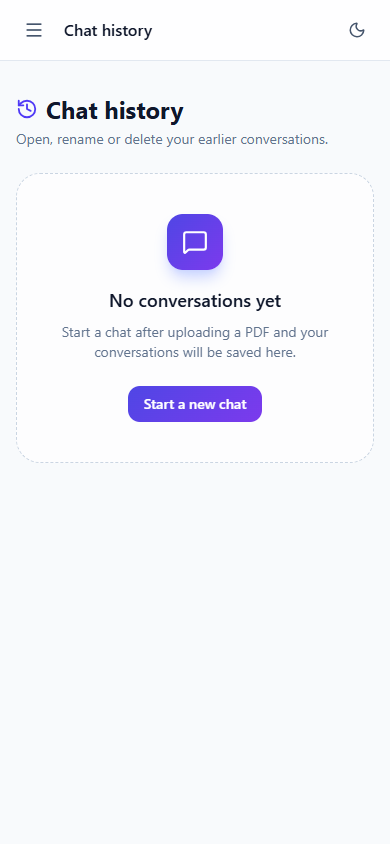 Chat history
Chat history
Open, rename or delete your earlier conversations.
No conversations yet
Start a chat after uploading a PDF and your
conversations will be saved here.
Start a new chat